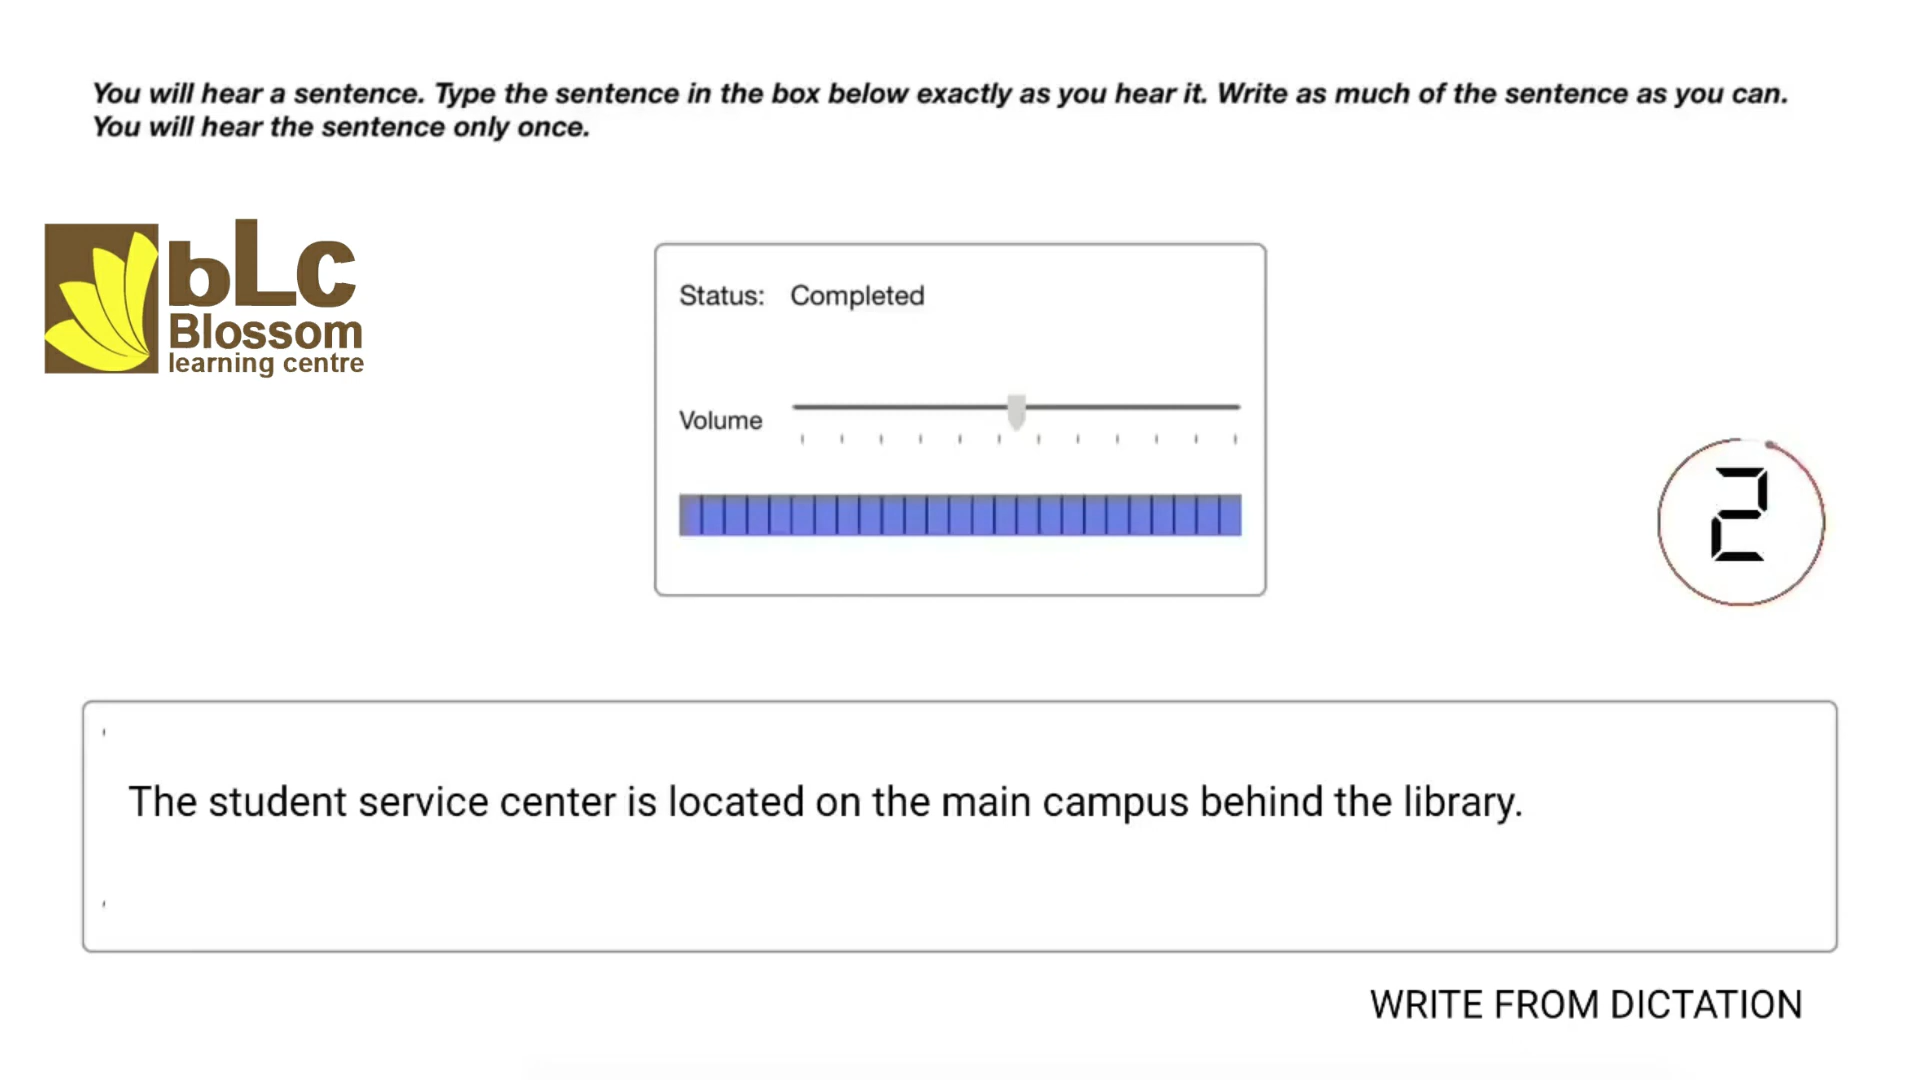 You will hear a sentence. Type the sentence in the box below exactly as you hear it. Write as much of the sentence as you can.
You will hear the sentence only once.
bLc
Blossom
learning centre
Status: Completed
Volume
2
The student service center is located on the main campus behind the library.
WRITE FROM DICTATION